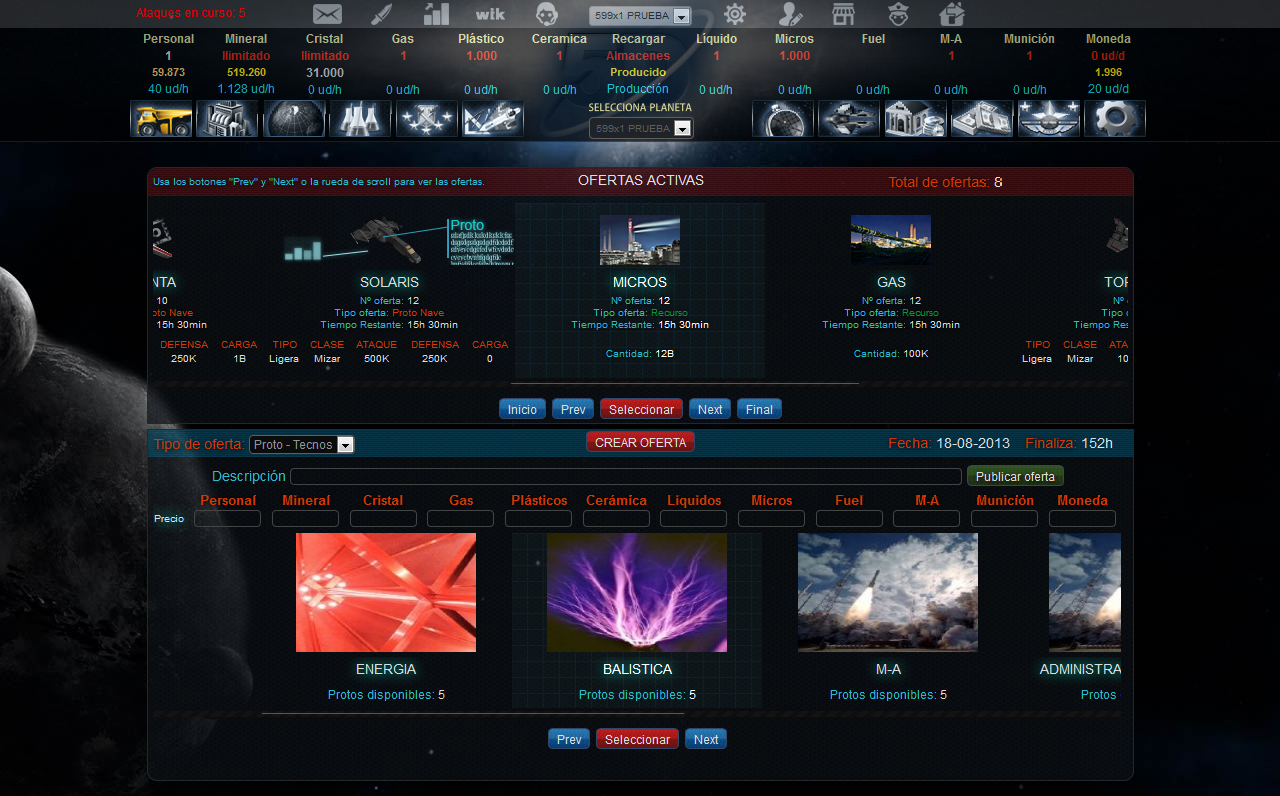 Ataques en curso: 5
wik
599x1 PRUEBA
Personal Mineral Cristal Gas Plástico Ceramica Recargar Líquido Micros Fuel M-A Munición Moneda
1 Ilimitado Ilimitado 1 1.000 1 Almacenes 1 1.000 1 1 0 ud/d
59.873 519.260 31.000 Producido 1.996
40 ud/h 1.128 ud/h 0 ud/h 0 ud/h 0 ud/h 0 ud/h Producción 0 ud/h 0 ud/h 0 ud/h 0 ud/h 0 ud/h 20 ud/d
SELECCIONA PLANETA
599x1 PRUEBA
Usa los botones "Prev" y "Next" o la rueda de scroll para ver las ofertas.
OFERTAS ACTIVAS
Total de ofertas: 8
Proto
NTA SOLARIS MICROS GAS TOR
10 Nº oferta: 12 Nº oferta: 12 Nº oferta: 12 Nº o
oto Nave Tipo oferta: Proto Nave Tipo oferta: Recurso Tipo oferta: Recurso Tipo o
15h 30min Tiempo Restante: 15h 30min Tiempo Restante: 15h 30min Tiempo Restante: 15h 30min Tiempo Res
DEFENSA CARGA TIPO CLASE ATAQUE DEFENSA CARGA TIPO CLASE ATA
250K 1B Ligera Mizar 500K 250K 0 Cantidad: 12B Cantidad: 100K Ligera Mizar 10
Inicio Prev Seleccionar Next Final
Tipo de oferta: Proto - Tecnos
CREAR OFERTA
Fecha: 18-08-2013 Finaliza: 152h
Descripción
Publicar oferta
Personal Mineral Cristal Gas Plásticos Cerámica Liquidos Micros Fuel M-A Munición Moneda
Precio
ENERGIA BALISTICA M-A ADMINISTRA
Protos disponibles: 5 Protos disponibles: 5 Protos disponibles: 5 Protos
Prev Seleccionar Next